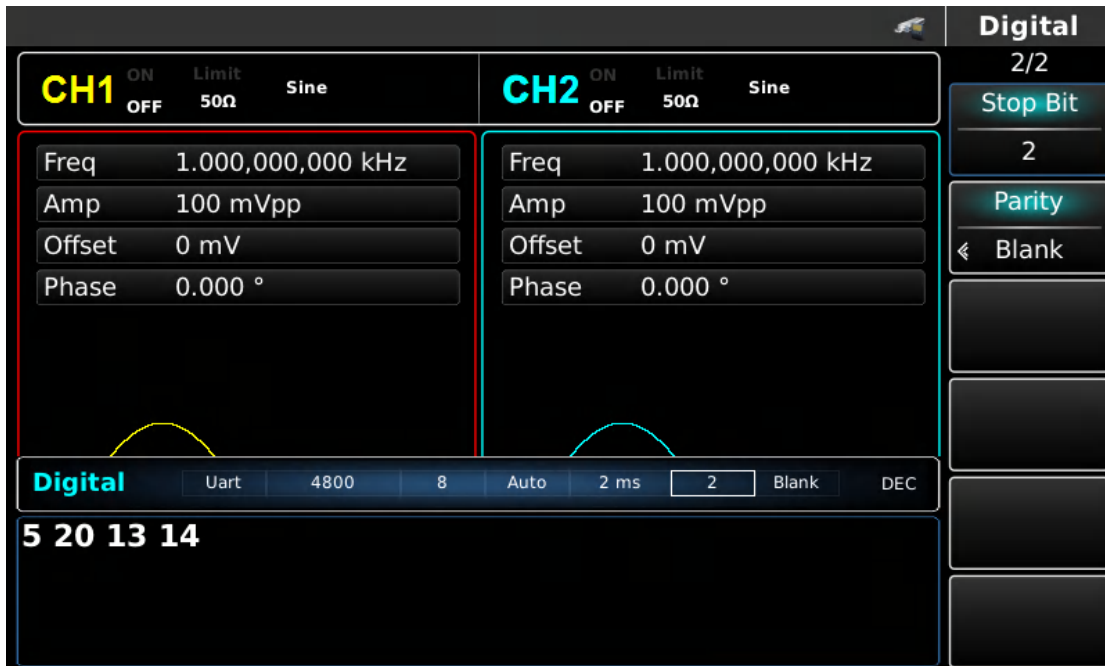 Digital
2/2
CH1 ON OFF Limit 50Ω Sine
CH2 ON OFF Limit 50Ω Sine
Stop Bit
2
Freq 1.000,000,000 kHz
Amp 100 mVpp
Offset 0 mV
Phase 0.000 °
Freq 1.000,000,000 kHz
Amp 100 mVpp
Offset 0 mV
Phase 0.000 °
Parity
Blank
Digital Uart 4800 8 Auto 2 ms 2 Blank DEC
5 20 13 14